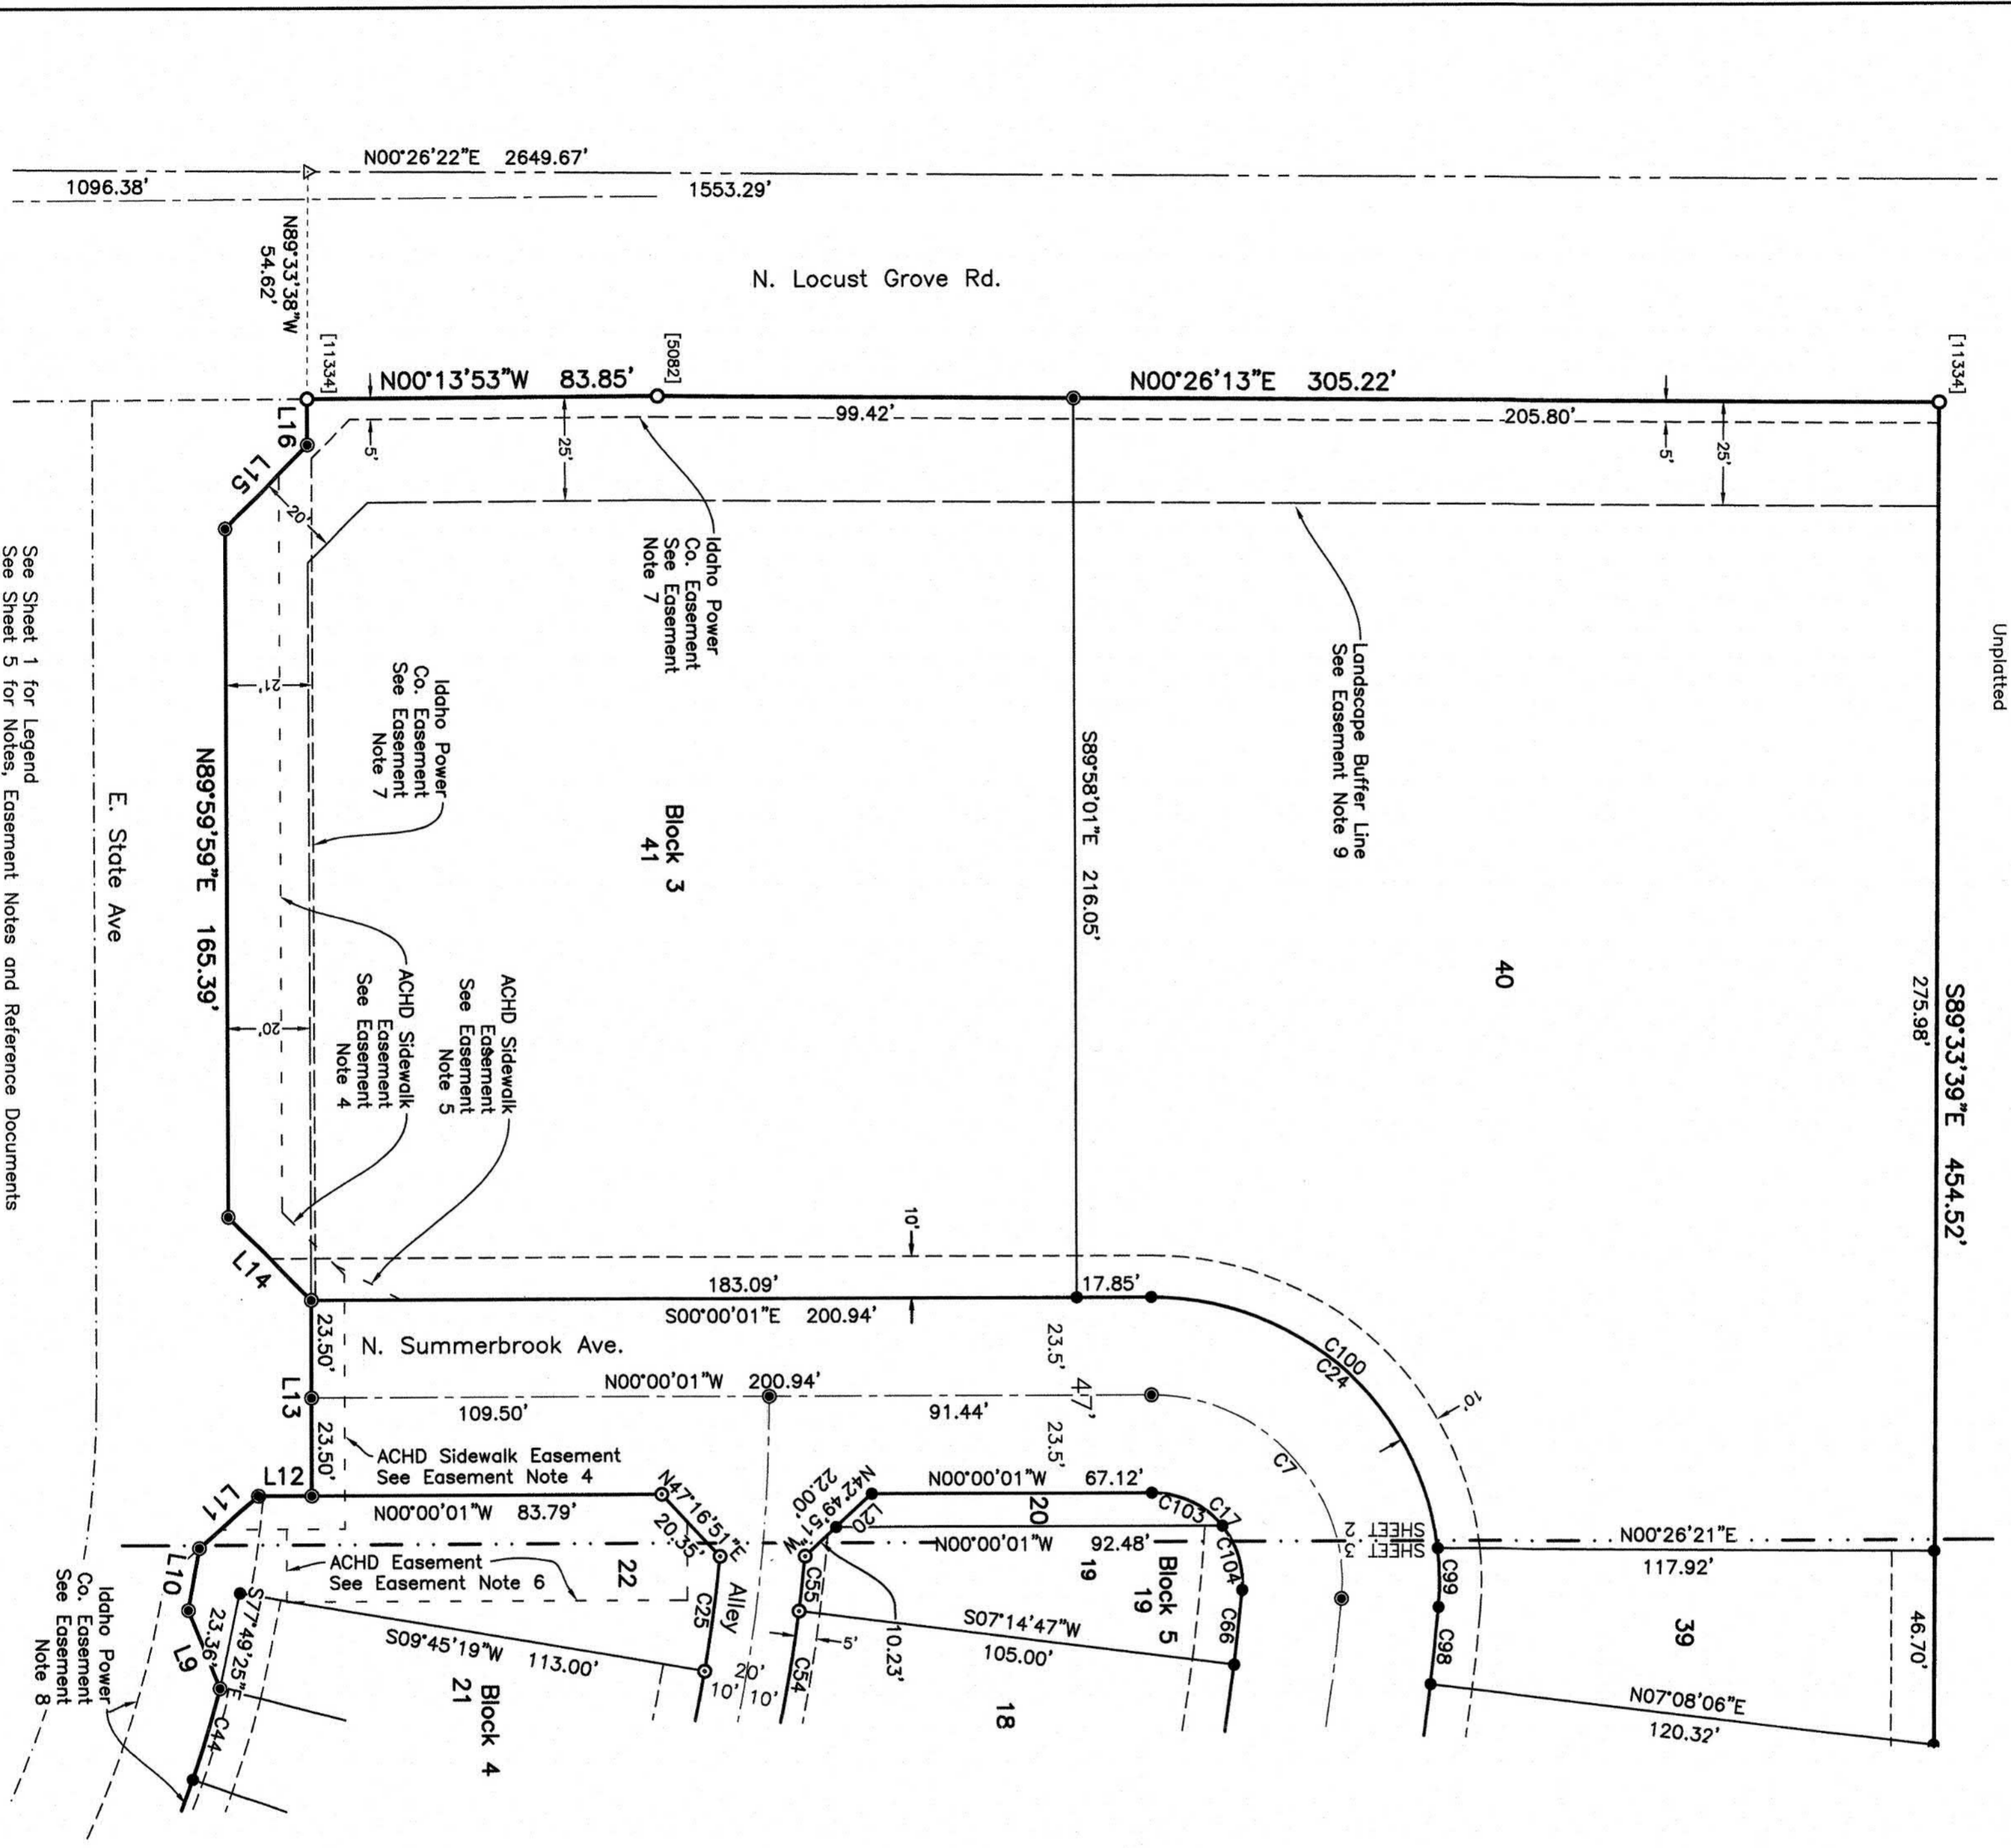 N00°26'22"E 2649.67'
1096.38'
1553.29'
N89°33'38"W
54.62'
N. Locust Grove Rd.
[11334]
[5082]
[11334]
N00°13'53"W 83.85'
N00°26'13"E 305.22'
99.42'
205.80'
5'
25'
5'
25'
L16
L15
20'
Idaho Power
Co. Easement
See Easement
Note 7
Landscape Buffer Line
See Easement Note 9
Unplatted
Idaho Power
Co. Easement
See Easement
Note 7
21'
N89°59'59"E 165.39'
20'
E. State Ave
See Sheet 1 for Legend
See Sheet 5 for Notes, Easement Notes and Reference Documents
Block 3
41
S89°58'01"E 216.05'
40
S89°33'39"E 454.52'
275.98'
ACHD Sidewalk
Easement
See Easement
Note 4
ACHD Sidewalk
Easement
See Easement
Note 5
L14
10'
183.09'
17.85'
S00°00'01"E 200.94'
N. Summerbrook Ave.
23.50'
L13
23.50'
N00°00'01"W 200.94'
109.50'
91.44'
23.5'
47'
23.5'
C100
C24
10'
C7
ACHD Sidewalk Easement
See Easement Note 4
L12
L11
L10
L9
N00°00'01"W 83.79'
N47°16'51"E
20.35'
N42°49'51"W
22.00'
L20
N00°00'01"W 67.12'
20
C103
C17
C104
N00°00'01"W 92.48'
19
Block 5
19
SHEET 2
SHEET 3
N00°26'21"E
117.92'
C99
C98
39
46.70'
N07°08'06"E
120.32'
ACHD Easement
See Easement Note 6
22
C25
Alley
C55
C54
5'
10.23'
S07°14'47"W
105.00'
C66
18
20'
10'
10'
S09°45'19"W 113.00'
Block 4
21
S77°49'25"E
23.36'
C44
Idaho Power
Co. Easement
See Easement
Note 8